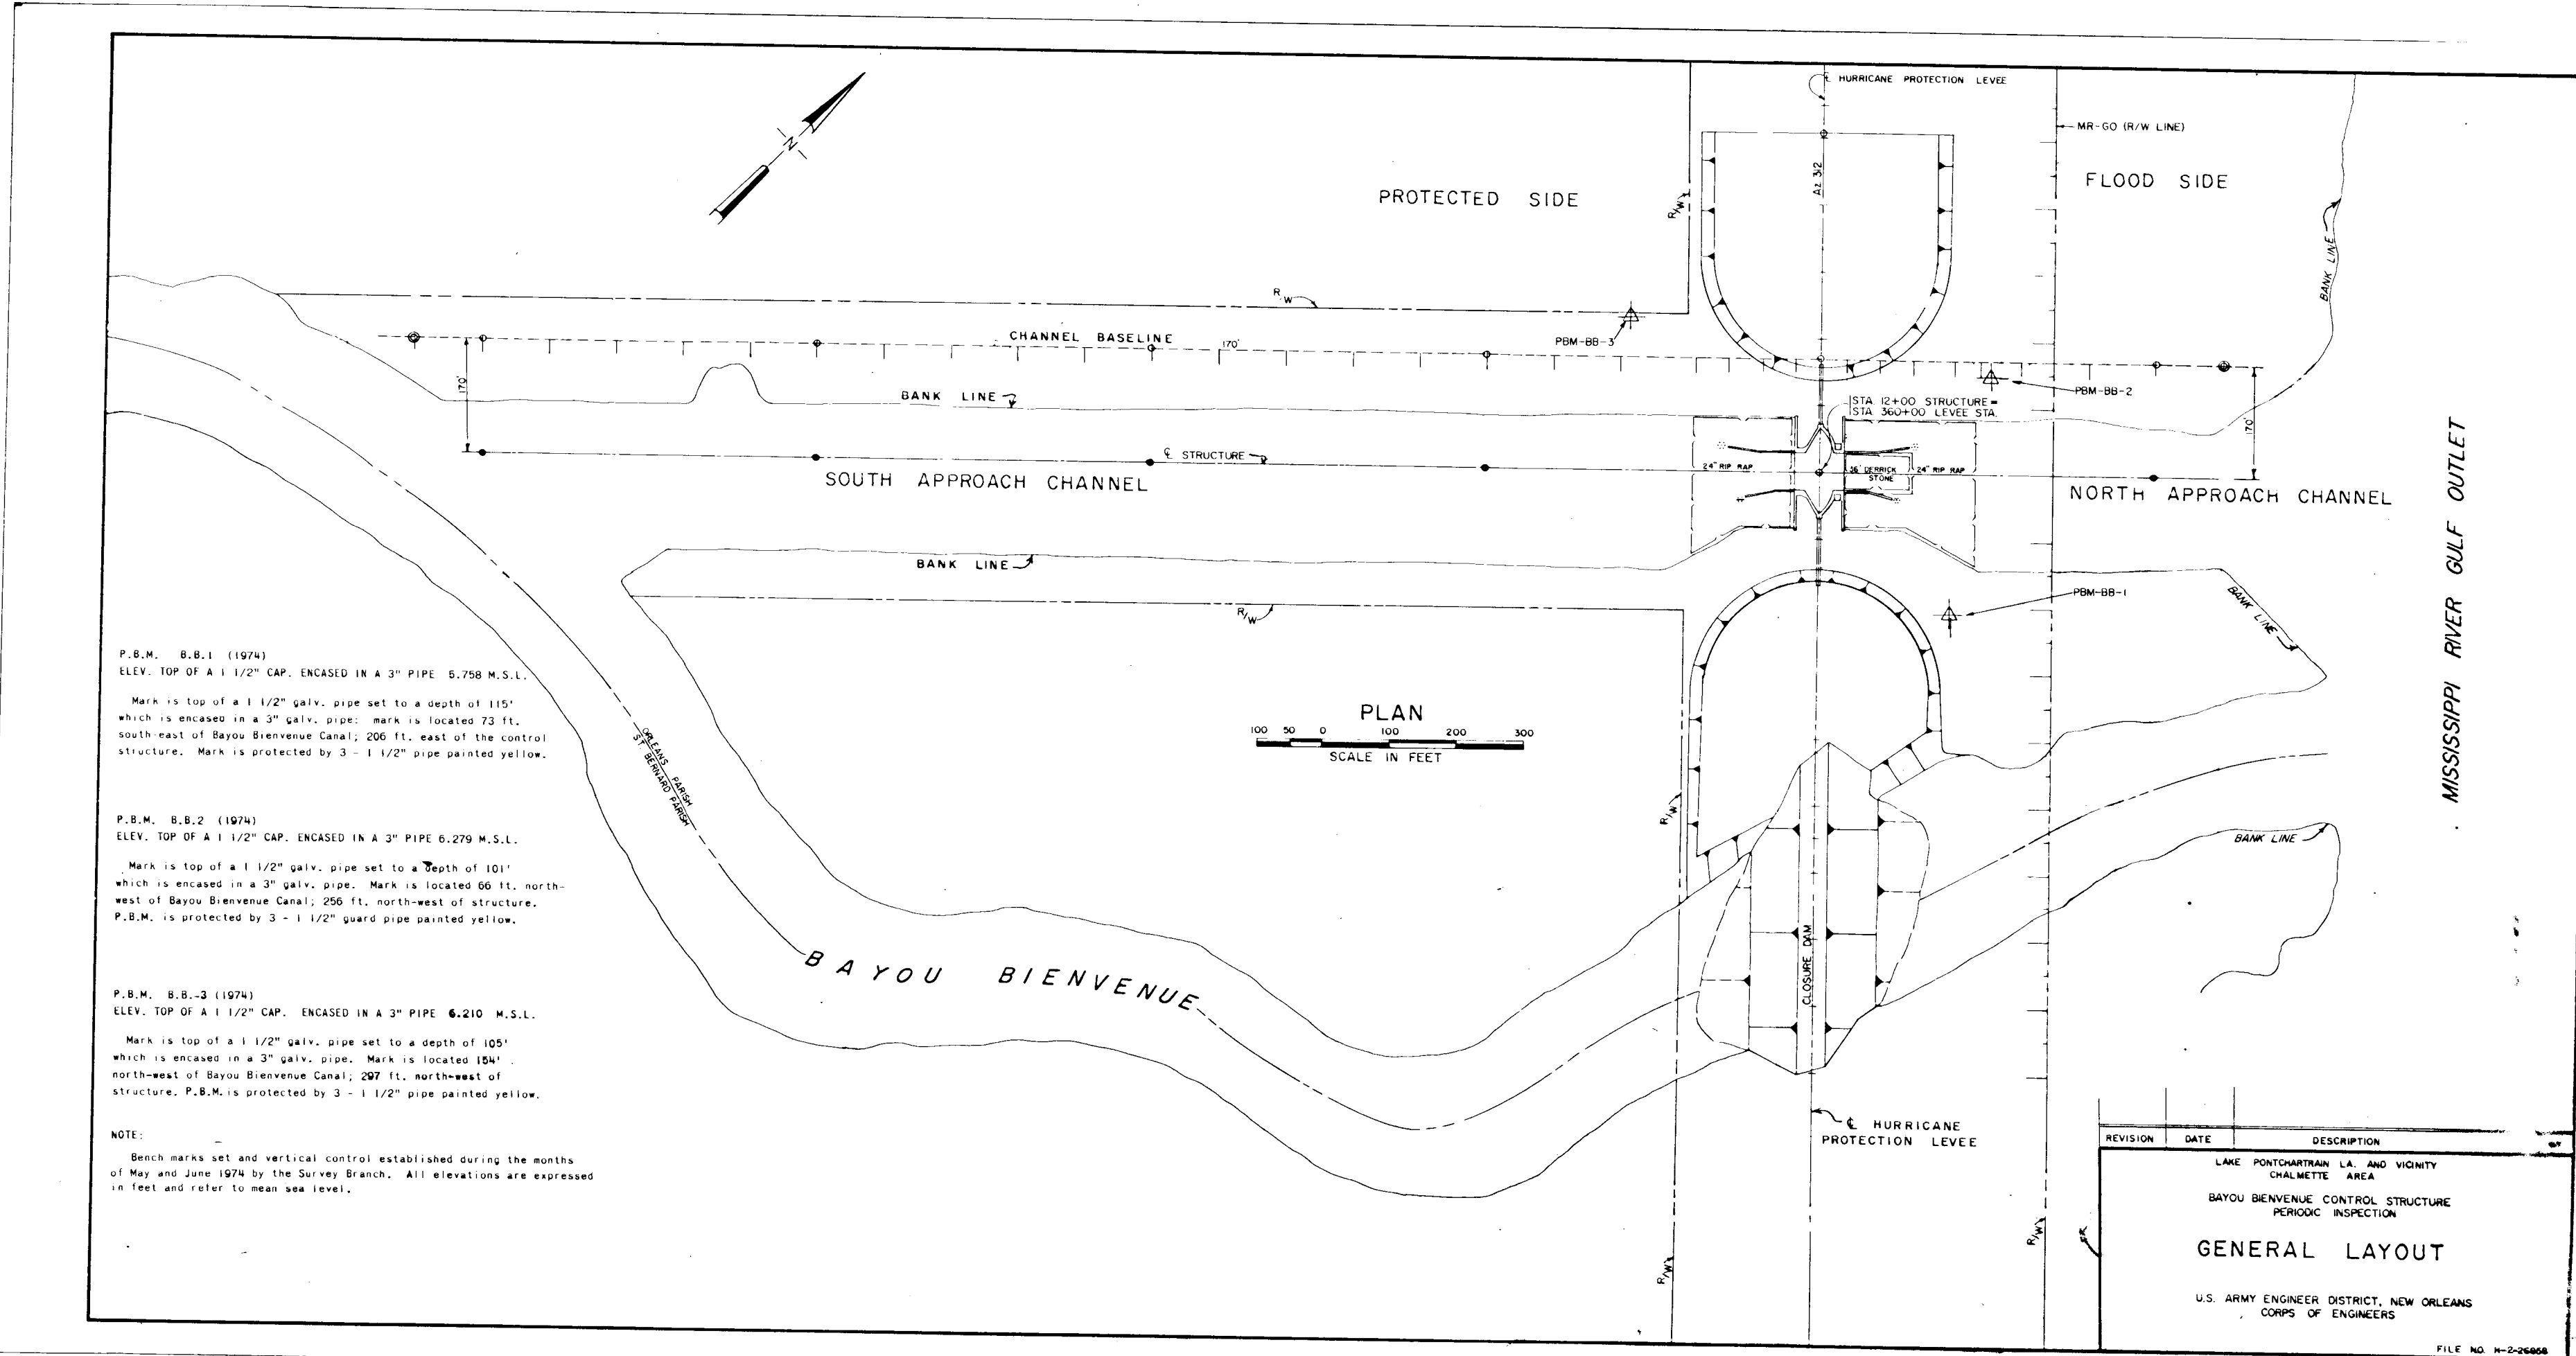 ℄ HURRICANE PROTECTION LEVEE
MR-GO (R/W LINE)
N
PROTECTED SIDE
R/W
AZ 312
FLOOD SIDE
BANK LINE
R/W
PBM-BB-3
CHANNEL BASELINE
170'
170'
BANK LINE
PBM-BB-2
STA. 12+00 STRUCTURE =
STA. 360+00 LEVEE STA.
170'
℄ STRUCTURE
24" RIP RAP
36" DERRICK
STONE
24" RIP RAP
SOUTH APPROACH CHANNEL
NORTH APPROACH CHANNEL
MISSISSIPPI RIVER GULF OUTLET
BANK LINE
R/W
PBM-BB-1
BANK LINE
P.B.M. B.B.1 (1974)
ELEV. TOP OF A 1 1/2" CAP. ENCASED IN A 3" PIPE 5.758 M.S.L.
Mark is top of a 1 1/2" galv. pipe set to a depth of 115'
which is encased in a 3" galv. pipe: mark is located 73 ft.
south-east of Bayou Bienvenue Canal; 206 ft. east of the control
structure. Mark is protected by 3 - 1 1/2" pipe painted yellow.
ORLEANS PARISH
ST. BERNARD PARISH
PLAN
100 50 0 100 200 300
SCALE IN FEET
R/W
P.B.M. B.B.2 (1974)
ELEV. TOP OF A 1 1/2" CAP. ENCASED IN A 3" PIPE 6.279 M.S.L.
Mark is top of a 1 1/2" galv. pipe set to a depth of 101'
which is encased in a 3" galv. pipe. Mark is located 66 ft. north-
west of Bayou Bienvenue Canal; 256 ft. north-west of structure.
P.B.M. is protected by 3 - 1 1/2" guard pipe painted yellow.
BANK LINE
BAYOU BIENVENUE
CLOSURE DAM
P.B.M. B.B.-3 (1974)
ELEV. TOP OF A 1 1/2" CAP. ENCASED IN A 3" PIPE 6.210 M.S.L.
Mark is top of a 1 1/2" galv. pipe set to a depth of 105'
which is encased in a 3" galv. pipe. Mark is located 154'
north-west of Bayou Bienvenue Canal; 297 ft. north-west of
structure. P.B.M. is protected by 3 - 1 1/2" pipe painted yellow.
NOTE:
Bench marks set and vertical control established during the months
of May and June 1974 by the Survey Branch. All elevations are expressed
in feet and refer to mean sea level.
℄ HURRICANE
PROTECTION LEVEE
R/W
R/W
REVISION DATE DESCRIPTION BY
LAKE PONTCHARTRAIN LA. AND VICINITY
CHALMETTE AREA
BAYOU BIENVENUE CONTROL STRUCTURE
PERIODIC INSPECTION
GENERAL LAYOUT
U.S. ARMY ENGINEER DISTRICT, NEW ORLEANS
CORPS OF ENGINEERS
FILE NO. H-2-26868